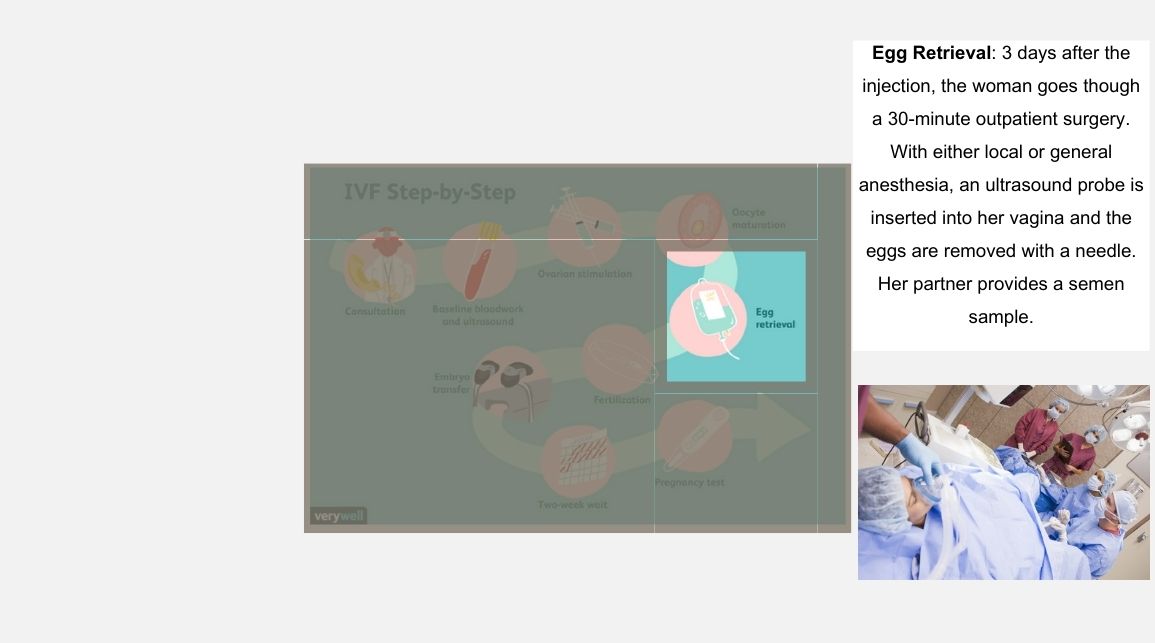 IVF Step-by-Step
Oocyte
maturation
Ovarian stimulation
Consultation
Baseline bloodwork
and ultrasound
Egg
retrieval
Embryo
transfer
Fertilization
Pregnancy test
Two-week wait
verywell
Egg Retrieval: 3 days after the
injection, the woman goes though
a 30-minute outpatient surgery.
With either local or general
anesthesia, an ultrasound probe is
inserted into her vagina and the
eggs are removed with a needle.
Her partner provides a semen
sample.